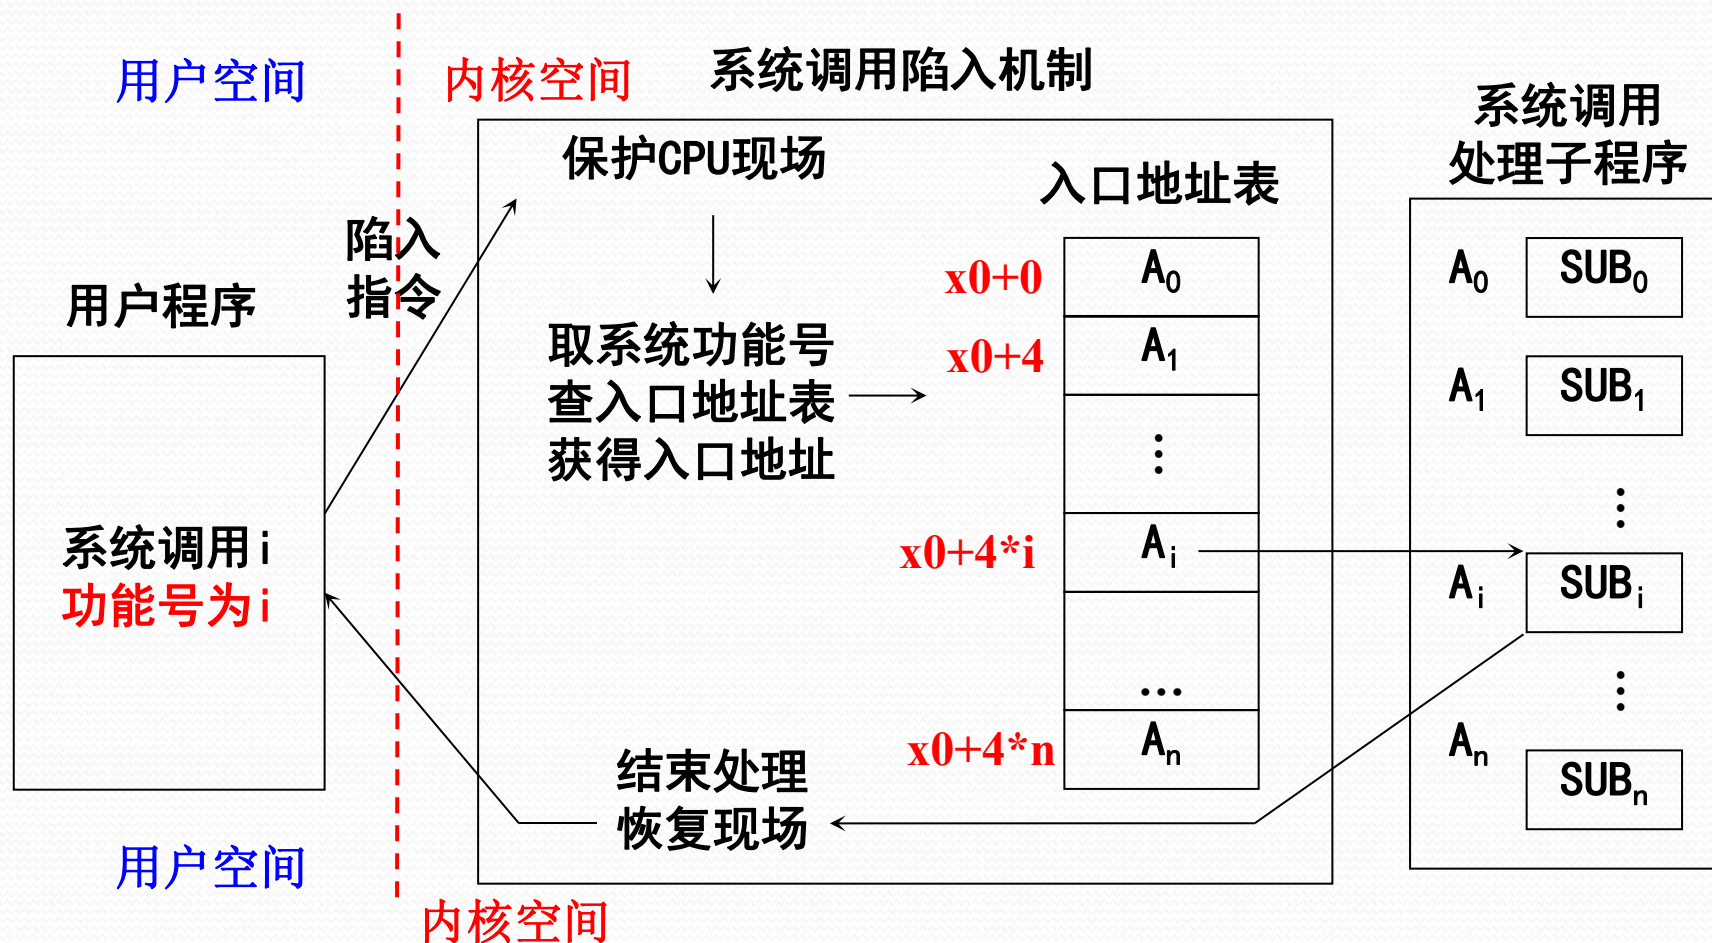 用户空间
内核空间
系统调用陷入机制
系统调用
处理子程序
保护CPU现场
入口地址表
陷入
指令
用户程序
取系统功能号
查入口地址表
获得入口地址
系统调用i
功能号为i
x0+0
A0
x0+4
A1
⋮
x0+4*i
Ai
...
x0+4*n
An
A0
SUB0
A1
SUB1
⋮
Ai
SUBi
⋮
An
SUBn
结束处理
恢复现场
用户空间
内核空间